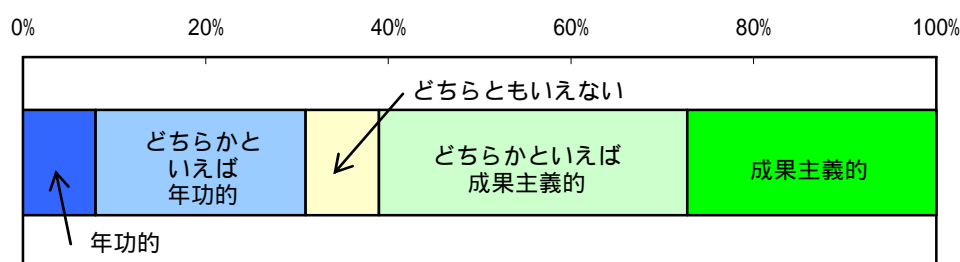 0% 20% 40% 60% 80% 100%
どちらともいえない
どちらかと
いえば
年功的
どちらかといえば
成果主義的
成果主義的
年功的